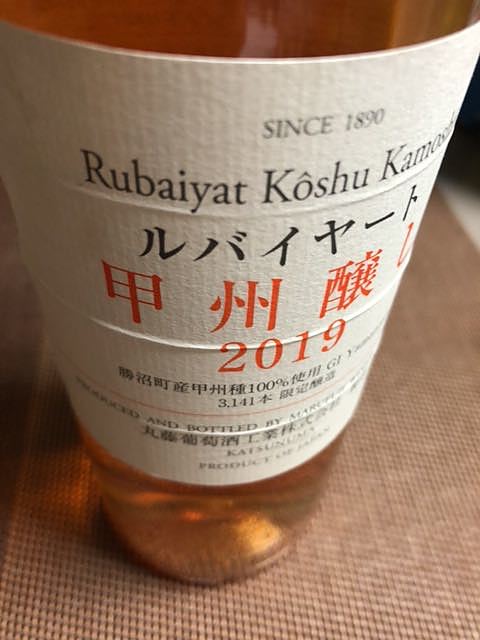 SINCE 1890
Rubaiyat Kôshu
ルバイヤート
甲州醸し
2019
勝沼町産甲州種100%使用 GI
3,141本 限定醸造
PRODUCED AND BOTTLED BY
丸藤葡萄酒工業株式会社
KATSUNUMA
PRODUCT OF JAPAN